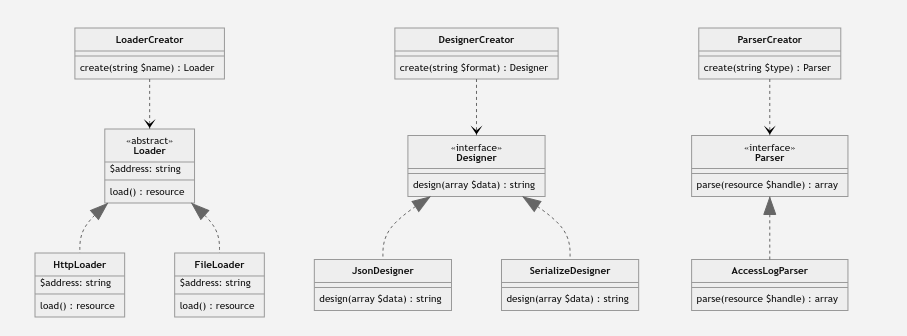 LoaderCreator
create(string $name) : Loader
DesignerCreator
create(string $format) : Designer
ParserCreator
create(string $type) : Parser
«abstract»
Loader
$address: string
load() : resource
«interface»
Designer
design(array $data) : string
«interface»
Parser
parse(resource $handle) : array
HttpLoader
$address: string
load() : resource
FileLoader
$address: string
load() : resource
JsonDesigner
design(array $data) : string
SerializeDesigner
design(array $data) : string
AccessLogParser
parse(resource $handle) : array